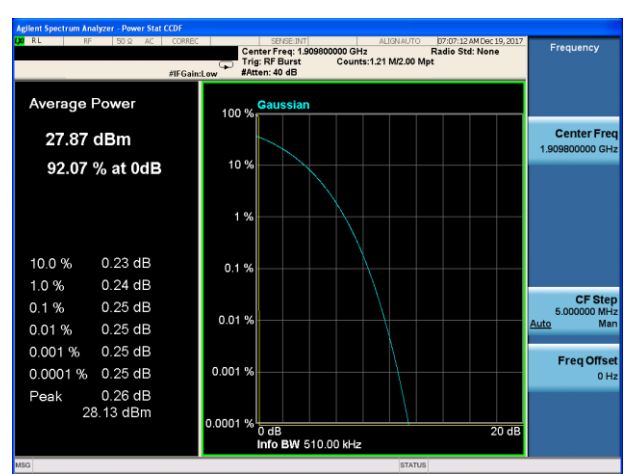 Agilent Spectrum Analyzer - Power Stat CCDF
RL RF 50 Ω AC CORREC SENSE:INT ALIGN AUTO 07:07:12 AM Dec 19, 2017
Center Freq: 1.909800000 GHz Radio Std: None
Trig: RF Burst Counts:1.21 M/2.00 Mpt
#IFGain:Low #Atten: 40 dB
Frequency
Average Power
27.87 dBm
92.07 % at 0dB
10.0 % 0.23 dB
1.0 % 0.24 dB
0.1 % 0.25 dB
0.01 % 0.25 dB
0.001 % 0.25 dB
0.0001 % 0.25 dB
Peak 0.26 dB
28.13 dBm
Gaussian
100 %
10 %
1 %
0.1 %
0.01 %
0.001 %
0.0001 %
0 dB 20 dB
Info BW 510.00 kHz
Center Freq
1.909800000 GHz
CF Step
5.000000 MHz
Auto Man
Freq Offset
0 Hz
MSG STATUS